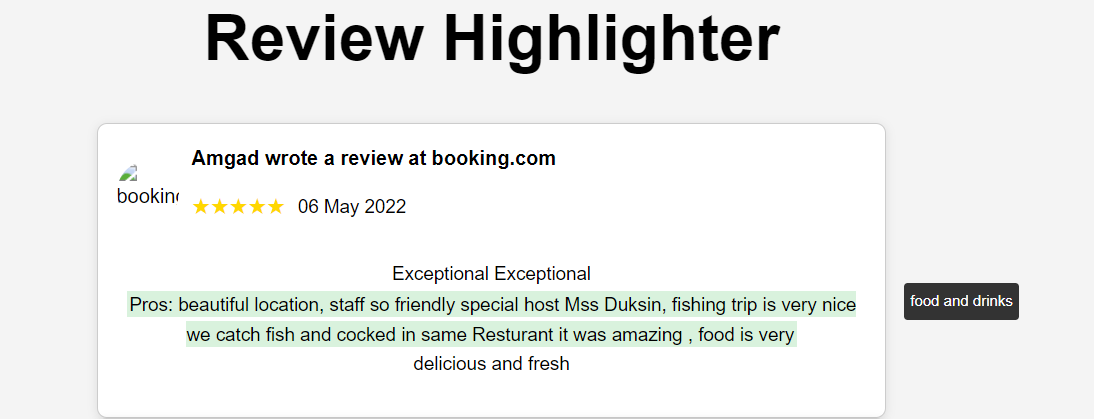 Review Highlighter
Amgad wrote a review at booking.com
booking
★★★★★ 06 May 2022
Exceptional Exceptional
Pros: beautiful location, staff so friendly special host Mss Duksin, fishing trip is very nice
food and drinks
we catch fish and cocked in same Resturant it was amazing , food is very
delicious and fresh